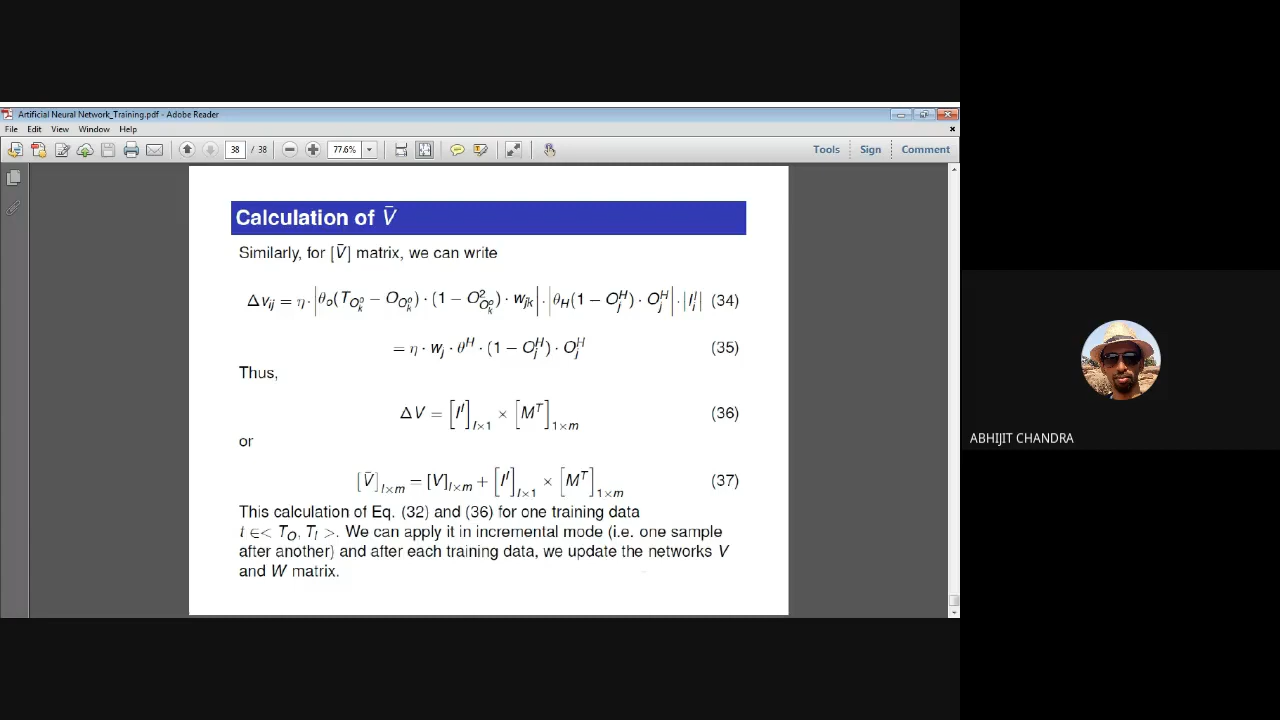 Artificial Neural Network_Training.pdf - Adobe Reader
File Edit View Window Help
38 / 38 77.6% Tools Sign Comment
Calculation of V̄
Similarly, for [V̄] matrix, we can write
Δv_{ij} = η · |θ_o(T_{O_k^o} − O_{O_k^o}) · (1 − O²_{O_k^o}) · w_{jk}| · |θ_H(1 − O_j^H) · O_j^H| · |I_i^I| (34)
= η · w_j · θ^H · (1 − O_j^H) · O_j^H (35)
Thus,
ΔV = [I^I]_{l×1} × [M^T]_{1×m} (36)
or
[V̄]_{l×m} = [V]_{l×m} + [I^I]_{l×1} × [M^T]_{1×m} (37)
This calculation of Eq. (32) and (36) for one training data
t ∈< T_O, T_I >. We can apply it in incremental mode (i.e. one sample
after another) and after each training data, we update the networks V
and W matrix.
ABHIJIT CHANDRA